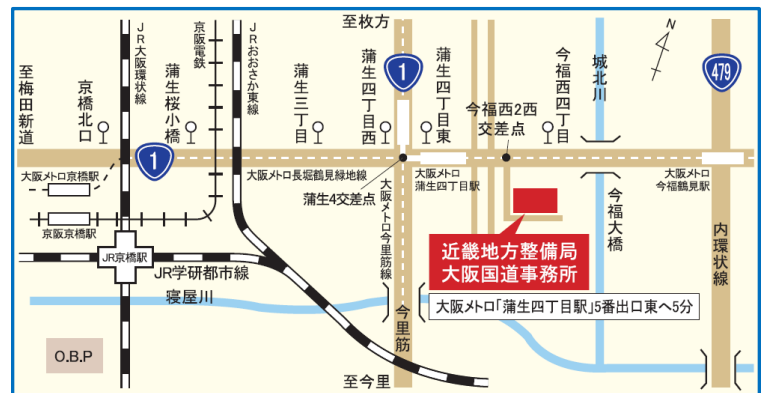 至枚方
N
1
479
JR大阪環状線
京阪電鉄
JRおおさか東線
至梅田新道
京橋北口
蒲生桜小橋
蒲生三丁目
蒲生四丁目西
蒲生四丁目東
今福西2西
交差点
今福西四丁目
城北川
1
大阪メトロ京橋駅
大阪メトロ長堀鶴見緑地線
蒲生4交差点
大阪メトロ
蒲生四丁目駅
大阪メトロ
今福鶴見駅
大阪メトロ今里筋線
今福大橋
内環状線
京阪京橋駅
JR京橋駅
JR学研都市線
近畿地方整備局
大阪国道事務所
大阪メトロ「蒲生四丁目駅」5番出口東へ5分
寝屋川
今里筋
O.B.P
至今里